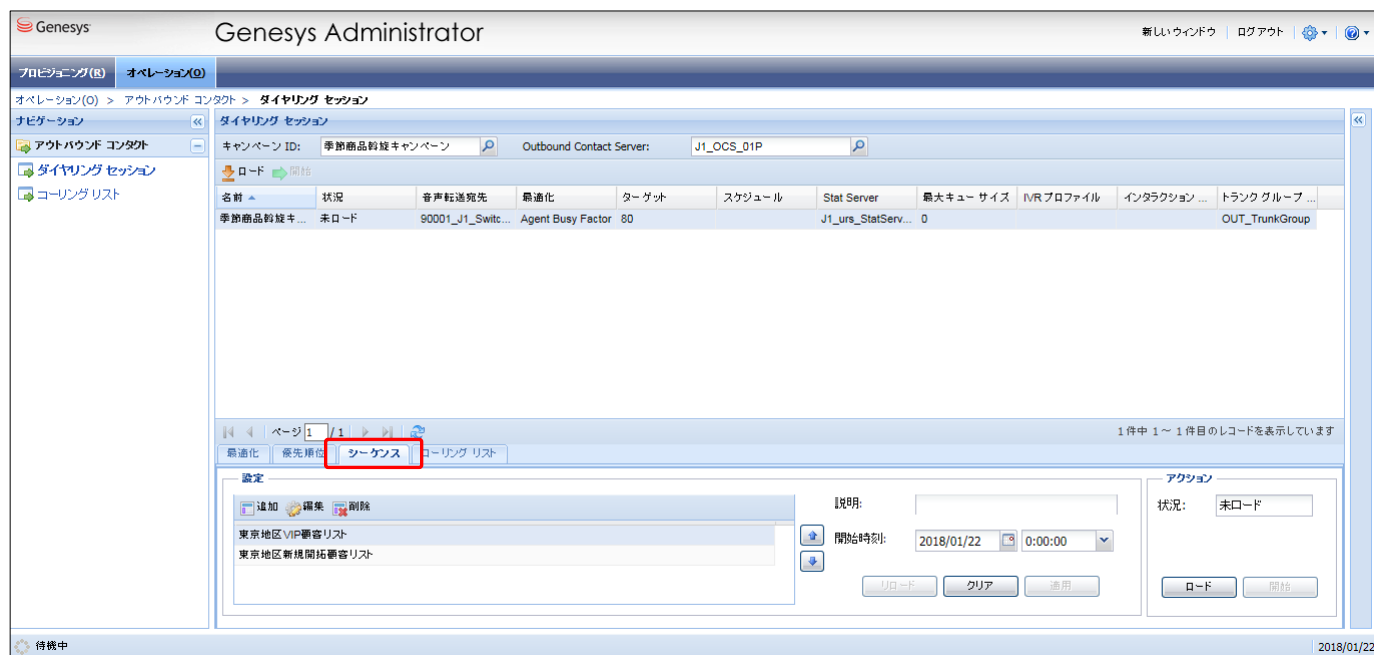 Genesys
Genesys Administrator
新しいウィンドウ | ログアウト
プロビジョニング(R) オペレーション(O)
オペレーション(O) > アウトバウンド コンタクト > ダイヤリング セッション
ナビゲーション
ダイヤリング セッション
アウトバウンド コンタクト
キャンペーン ID: 季節商品斡旋キャンペーン Outbound Contact Server: J1_OCS_01P
ダイヤリング セッション
ロード 開始
コーリング リスト
名前 状況 音声転送宛先 最適化 ターゲット スケジュール Stat Server 最大キュー サイズ IVR プロファイル インタラクション ... トランク グループ ...
季節商品斡旋キ... 未ロード 90001_J1_Switc... Agent Busy Factor 80 J1_urs_StatServ... 0 OUT_TrunkGroup
ページ 1 / 1
1 件中 1 ～ 1 件目のレコードを表示しています
最適化 優先順位 シーケンス コーリング リスト
設定
アクション
追加 編集 削除
説明:
状況: 未ロード
東京地区VIP顧客リスト
東京地区新規開拓顧客リスト
開始時刻: 2018/01/22 0:00:00
リロード クリア 適用
ロード 開始
待機中
2018/01/22